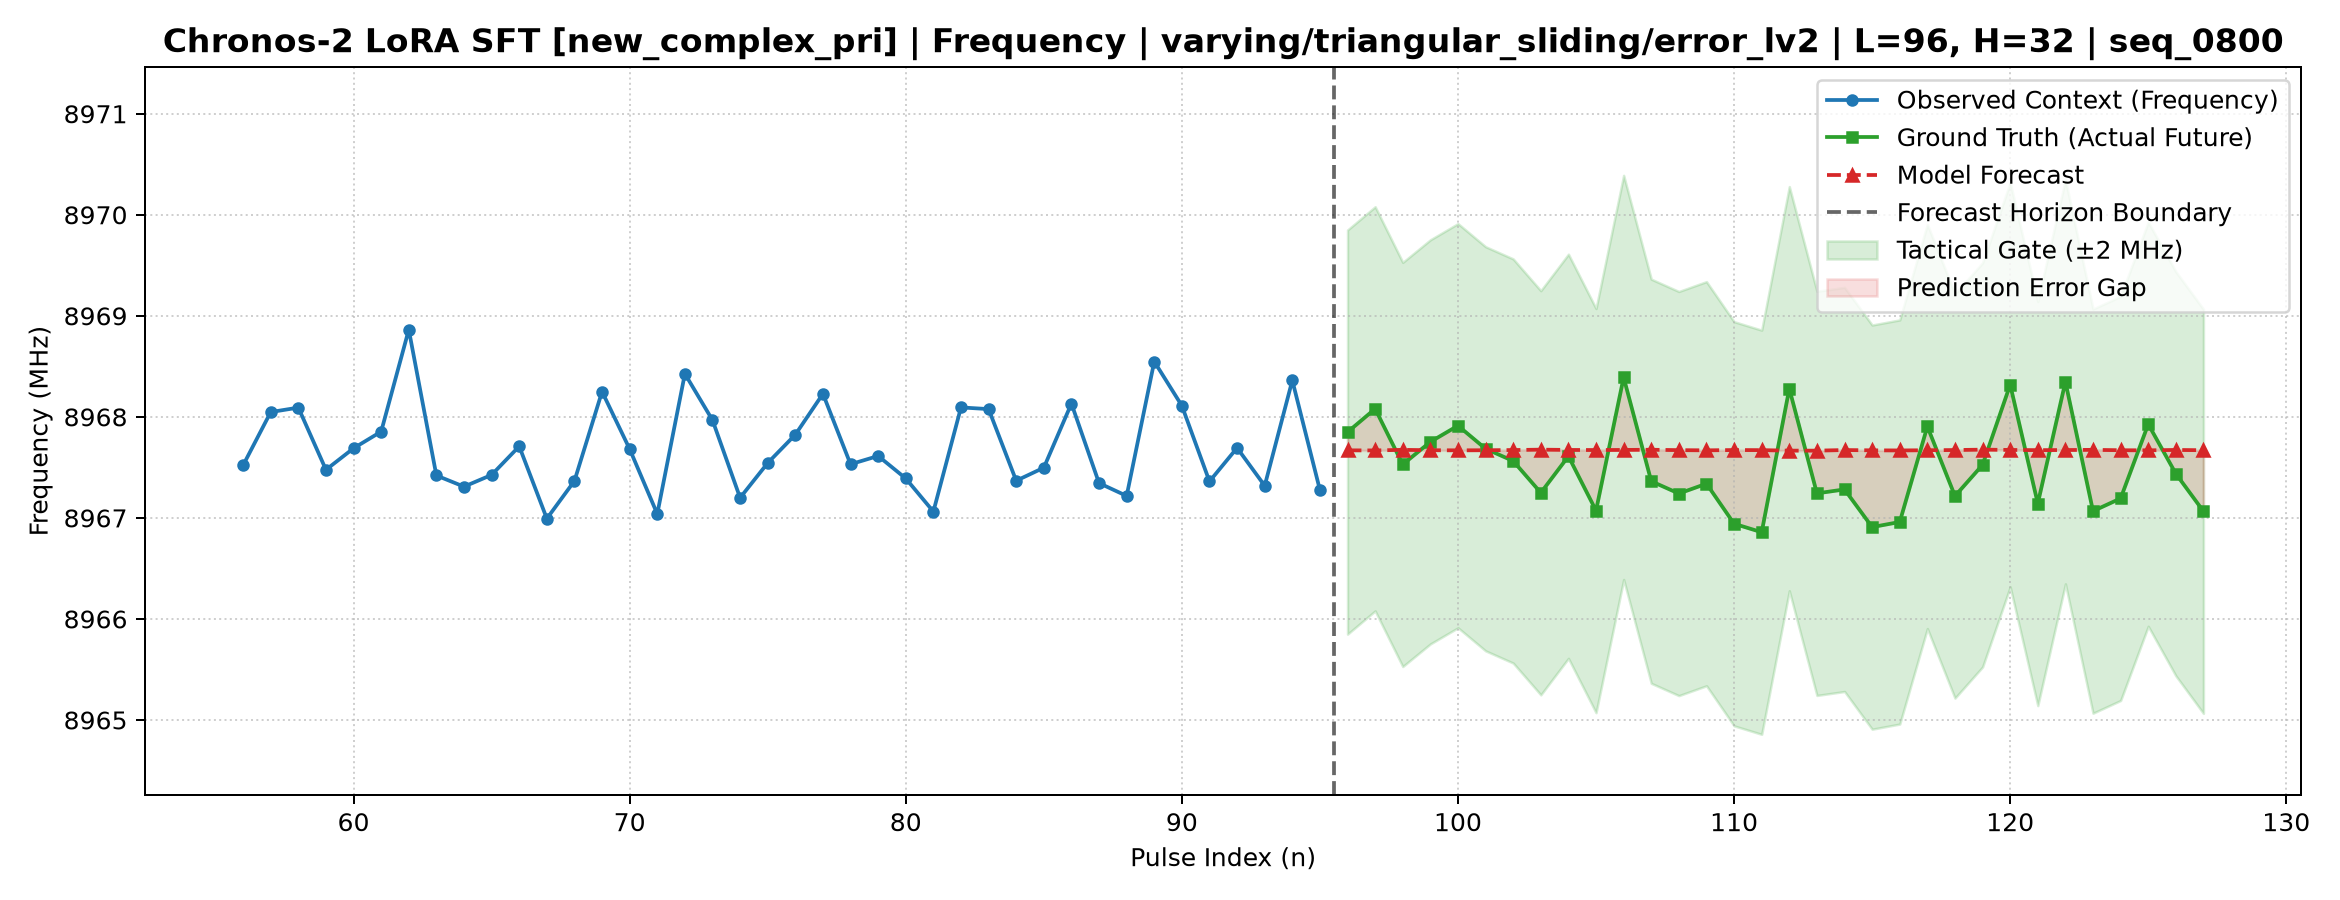 Chronos-2 LoRA SFT [new_complex_pri] | Frequency | varying/triangular_sliding/error_lv2 | L=96, H=32 | seq_0800
Observed Context (Frequency)
Ground Truth (Actual Future)
Model Forecast
Forecast Horizon Boundary
Tactical Gate (±2 MHz)
Prediction Error Gap
Frequency (MHz)
8971
8970
8969
8968
8967
8966
8965
60 70 80 90 100 110 120 130
Pulse Index (n)